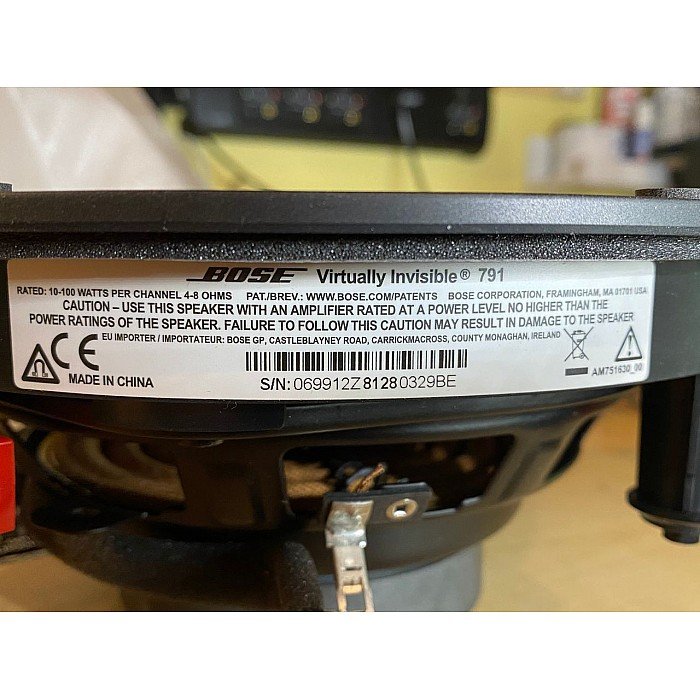 BOSE Virtually Invisible® 791
RATED: 10-100 WATTS PER CHANNEL 4-8 OHMS PAT./BREV.: WWW.BOSE.COM/PATENTS BOSE CORPORATION, FRAMINGHAM, MA 01701 USA
CAUTION – USE THIS SPEAKER WITH AN AMPLIFIER RATED AT A POWER LEVEL NO HIGHER THAN THE
POWER RATINGS OF THE SPEAKER. FAILURE TO FOLLOW THIS CAUTION MAY RESULT IN DAMAGE TO THE SPEAKER
EU IMPORTER / IMPORTATEUR: BOSE GP, CASTLEBLAYNEY ROAD, CARRICKMACROSS, COUNTY MONAGHAN, IRELAND
CE
MADE IN CHINA
S/N: 069912Z81280329BE
AM751630_00